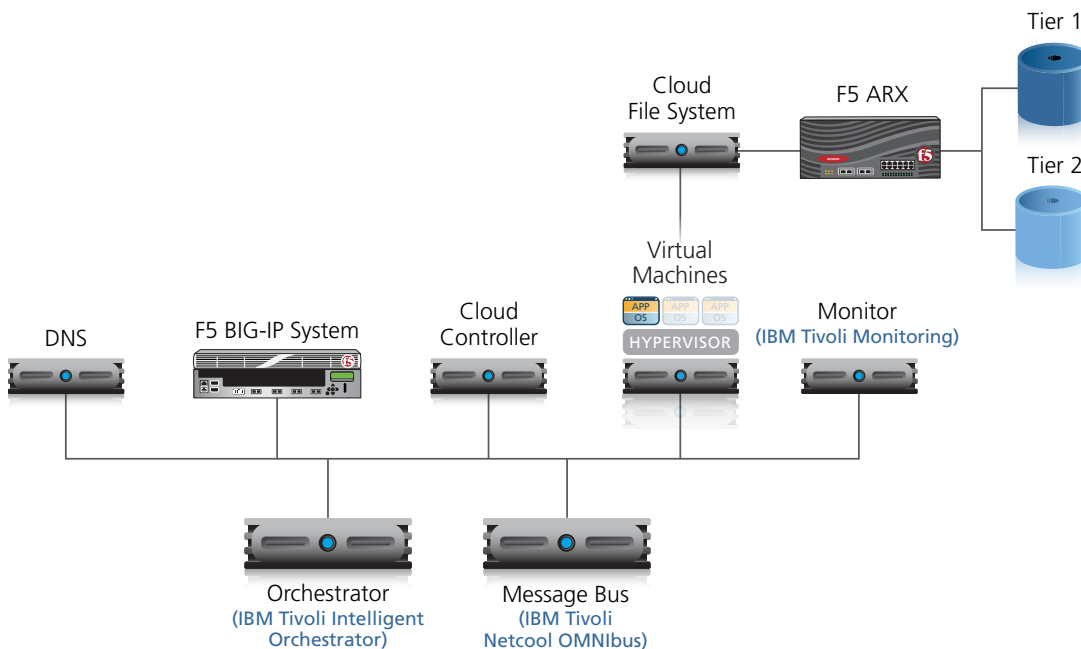 Tier 1
Cloud
File System
F5 ARX
f5
Tier 2
Virtual
Machines
APP
OS
APP
OS
APP
OS
HYPERVISOR
DNS
F5 BIG-IP System
f5
Cloud
Controller
Monitor
(IBM Tivoli Monitoring)
Orchestrator
(IBM Tivoli Intelligent
Orchestrator)
Message Bus
(IBM Tivoli
Netcool OMNIbus)